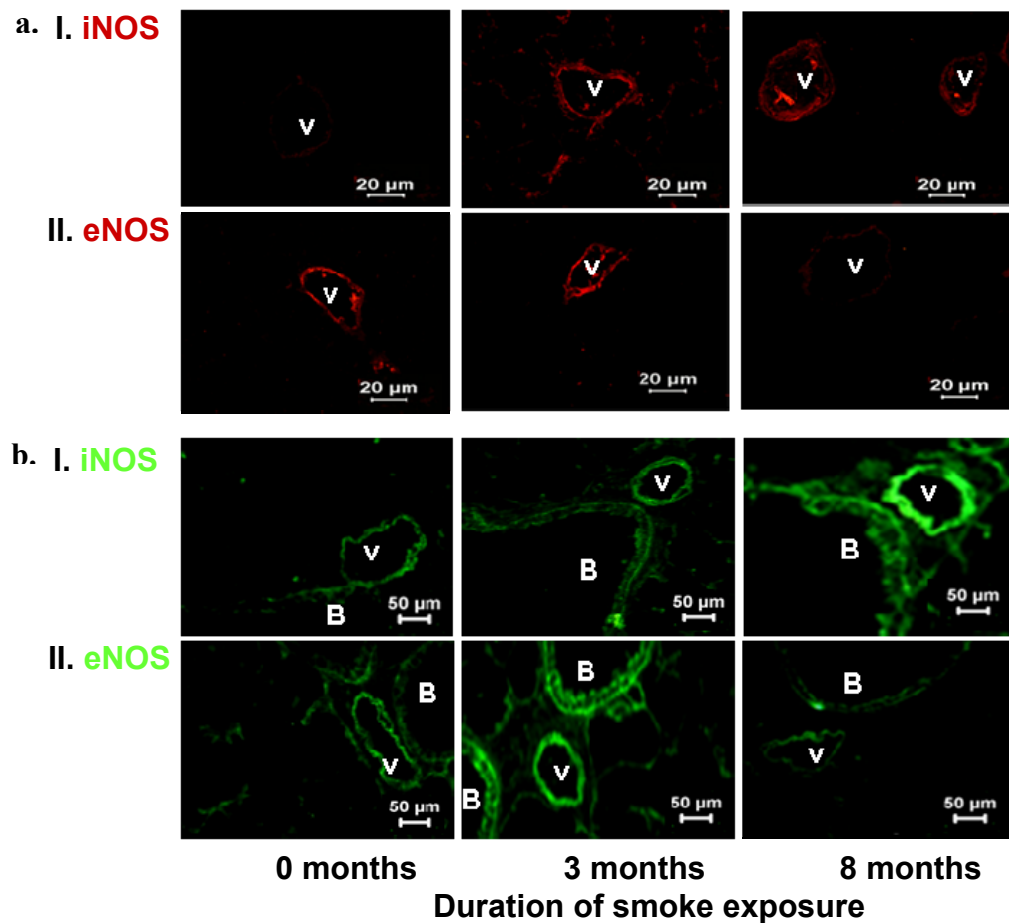 a. I. iNOS
V
20 µm
V
20 µm
V
V
20 µm
II. eNOS
V
20 µm
V
20 µm
V
20 µm
b. I. iNOS
V
B
50 µm
V
B
50 µm
V
B
50 µm
II. eNOS
B
V
50 µm
B
V
B
50 µm
B
V
50 µm
0 months 3 months 8 months
Duration of smoke exposure